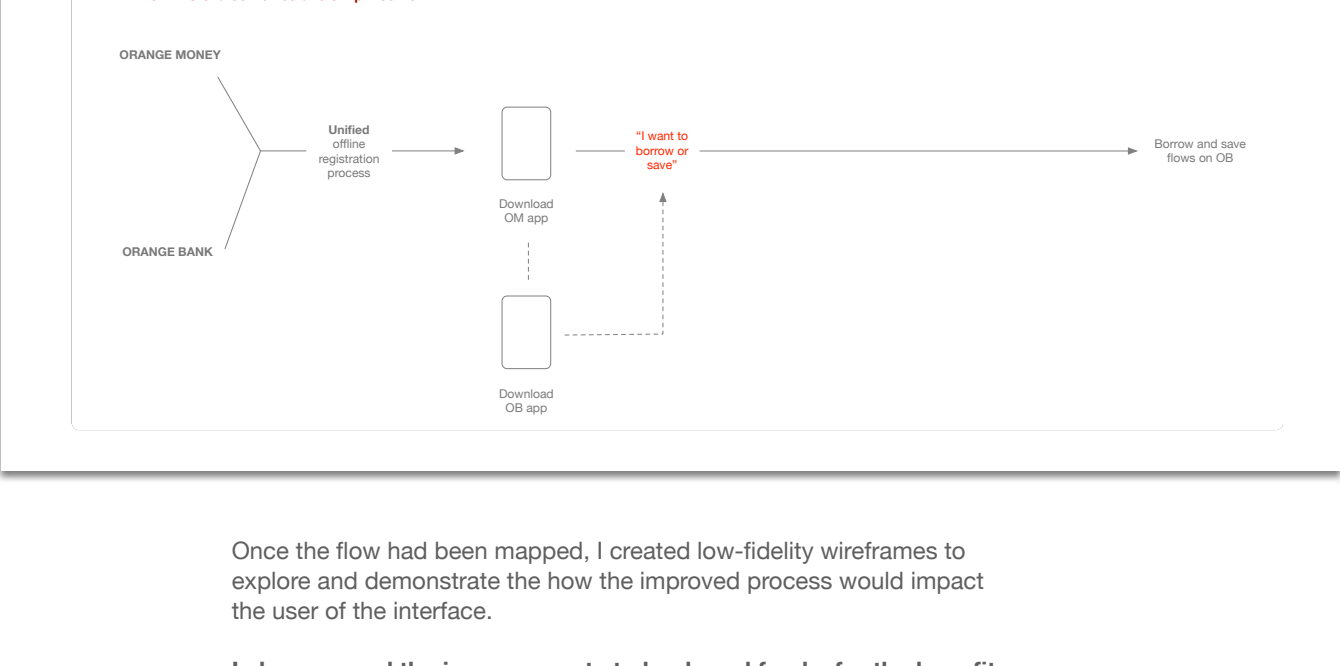 ORANGE MONEY
Unified
offline
registration
process
"I want to
borrow or
save"
Borrow and save
flows on OB
Download
OM app
ORANGE BANK
Download
OB app
Once the flow had been mapped, I created low-fidelity wireframes to
explore and demonstrate the how the improved process would impact
the user of the interface.